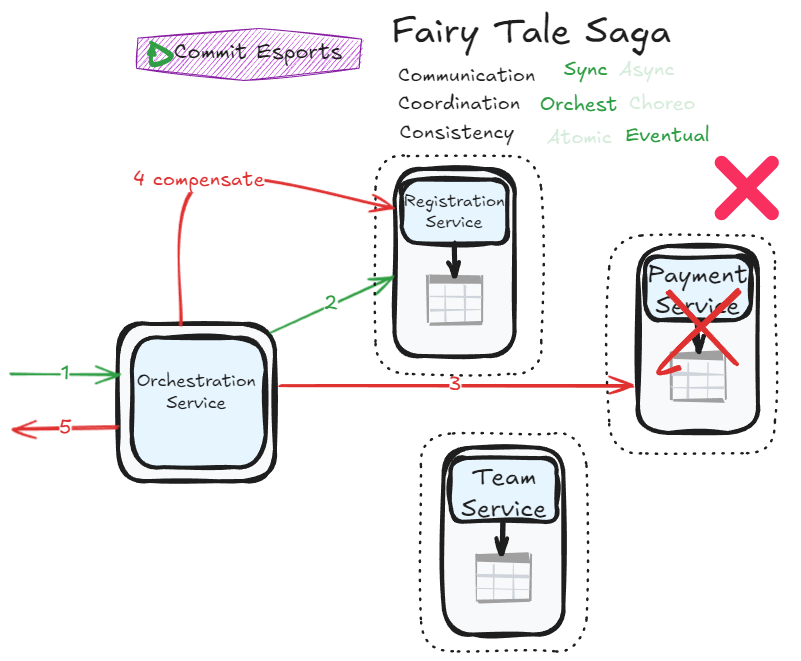 Commit Esports
Fairy Tale Saga
Communication Sync Async
Coordination Orchest Choreo
Consistency Atomic Eventual
4 compensate
Registration
Service
Payment
Service
2
1
Orchestration
Service
3
5
Team
Service